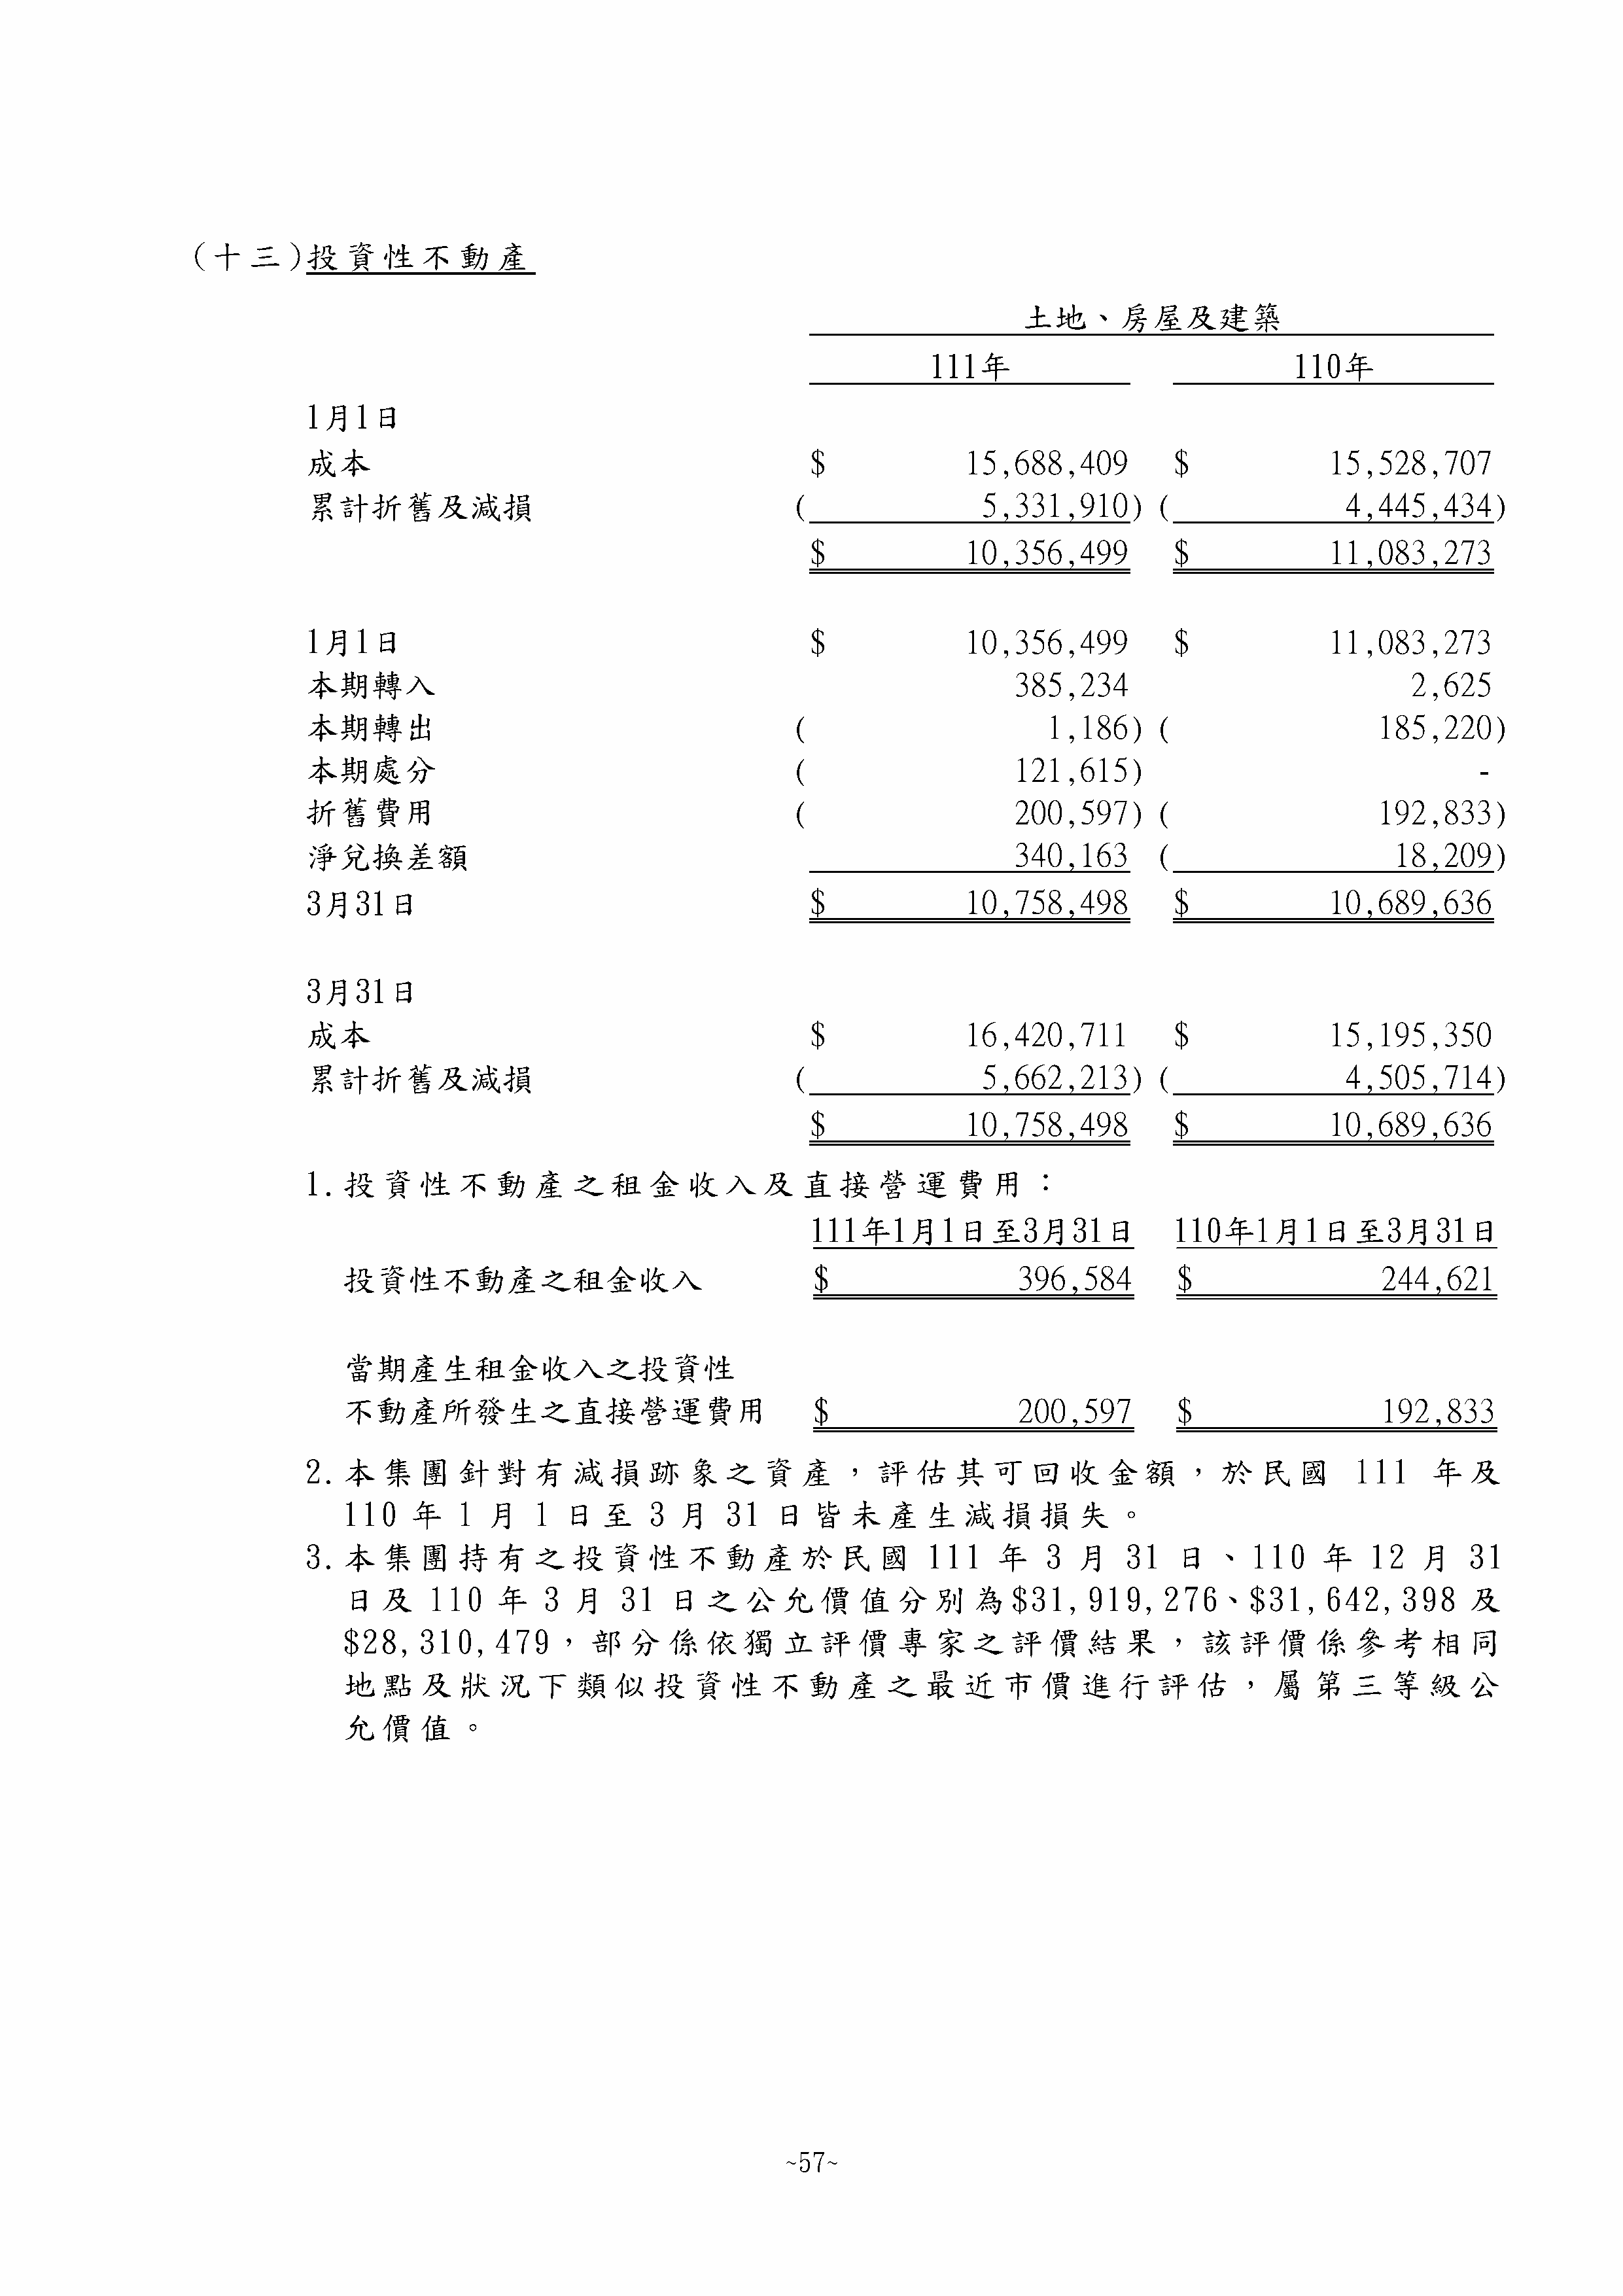 (十三)投資性不動產
土地、房屋及建築
111年 110年
1月1日
成本 $ 15,688,409 $ 15,528,707
累計折舊及減損 ( 5,331,910) ( 4,445,434)
$ 10,356,499 $ 11,083,273
1月1日 $ 10,356,499 $ 11,083,273
本期轉入 385,234 2,625
本期轉出 ( 1,186) ( 185,220)
本期處分 ( 121,615) -
折舊費用 ( 200,597) ( 192,833)
淨兌換差額 340,163 ( 18,209)
3月31日 $ 10,758,498 $ 10,689,636
3月31日
成本 $ 16,420,711 $ 15,195,350
累計折舊及減損 ( 5,662,213) ( 4,505,714)
$ 10,758,498 $ 10,689,636
1.投資性不動產之租金收入及直接營運費用：
111年1月1日至3月31日 110年1月1日至3月31日
投資性不動產之租金收入 $ 396,584 $ 244,621
當期產生租金收入之投資性
不動產所發生之直接營運費用 $ 200,597 $ 192,833
2.本集團針對有減損跡象之資產，評估其可回收金額，於民國 111 年及
110 年 1 月 1 日至 3 月 31 日皆未產生減損損失。
3.本集團持有之投資性不動產於民國 111 年 3 月 31 日、110 年 12 月 31
日及 110 年 3 月 31 日之公允價值分別為$31,919,276、$31,642,398 及
$28,310,479，部分係依獨立評價專家之評價結果，該評價係參考相同
地點及狀況下類似投資性不動產之最近市價進行評估，屬第三等級公
允價值。
~57~